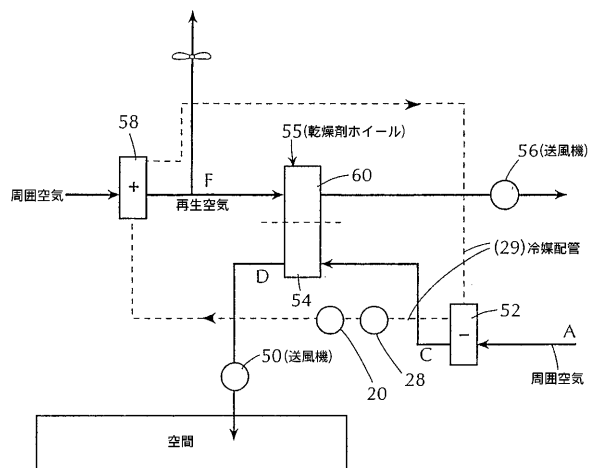 58
55(乾燥剤ホイール)
56(送風機)
周囲空気
+
F
再生空気
60
(29)冷媒配管
D
54
52
A
−
C
50(送風機)
20
28
周囲空気
空間